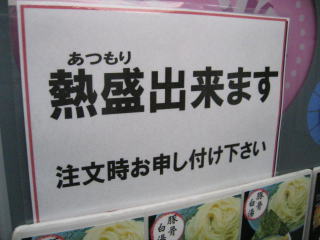 あつもり
熱盛出来ます
注文時お申し付け下さい
豚骨
白湯
豚骨
白湯